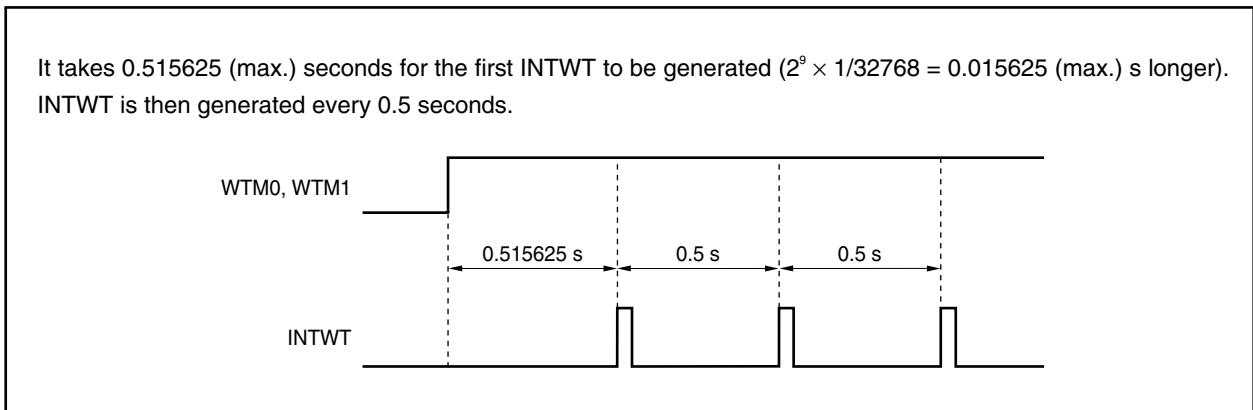 It takes 0.515625 (max.) seconds for the first INTWT to be generated (2⁹ × 1/32768 = 0.015625 (max.) s longer).
INTWT is then generated every 0.5 seconds.
WTM0, WTM1
0.515625 s
0.5 s
0.5 s
INTWT